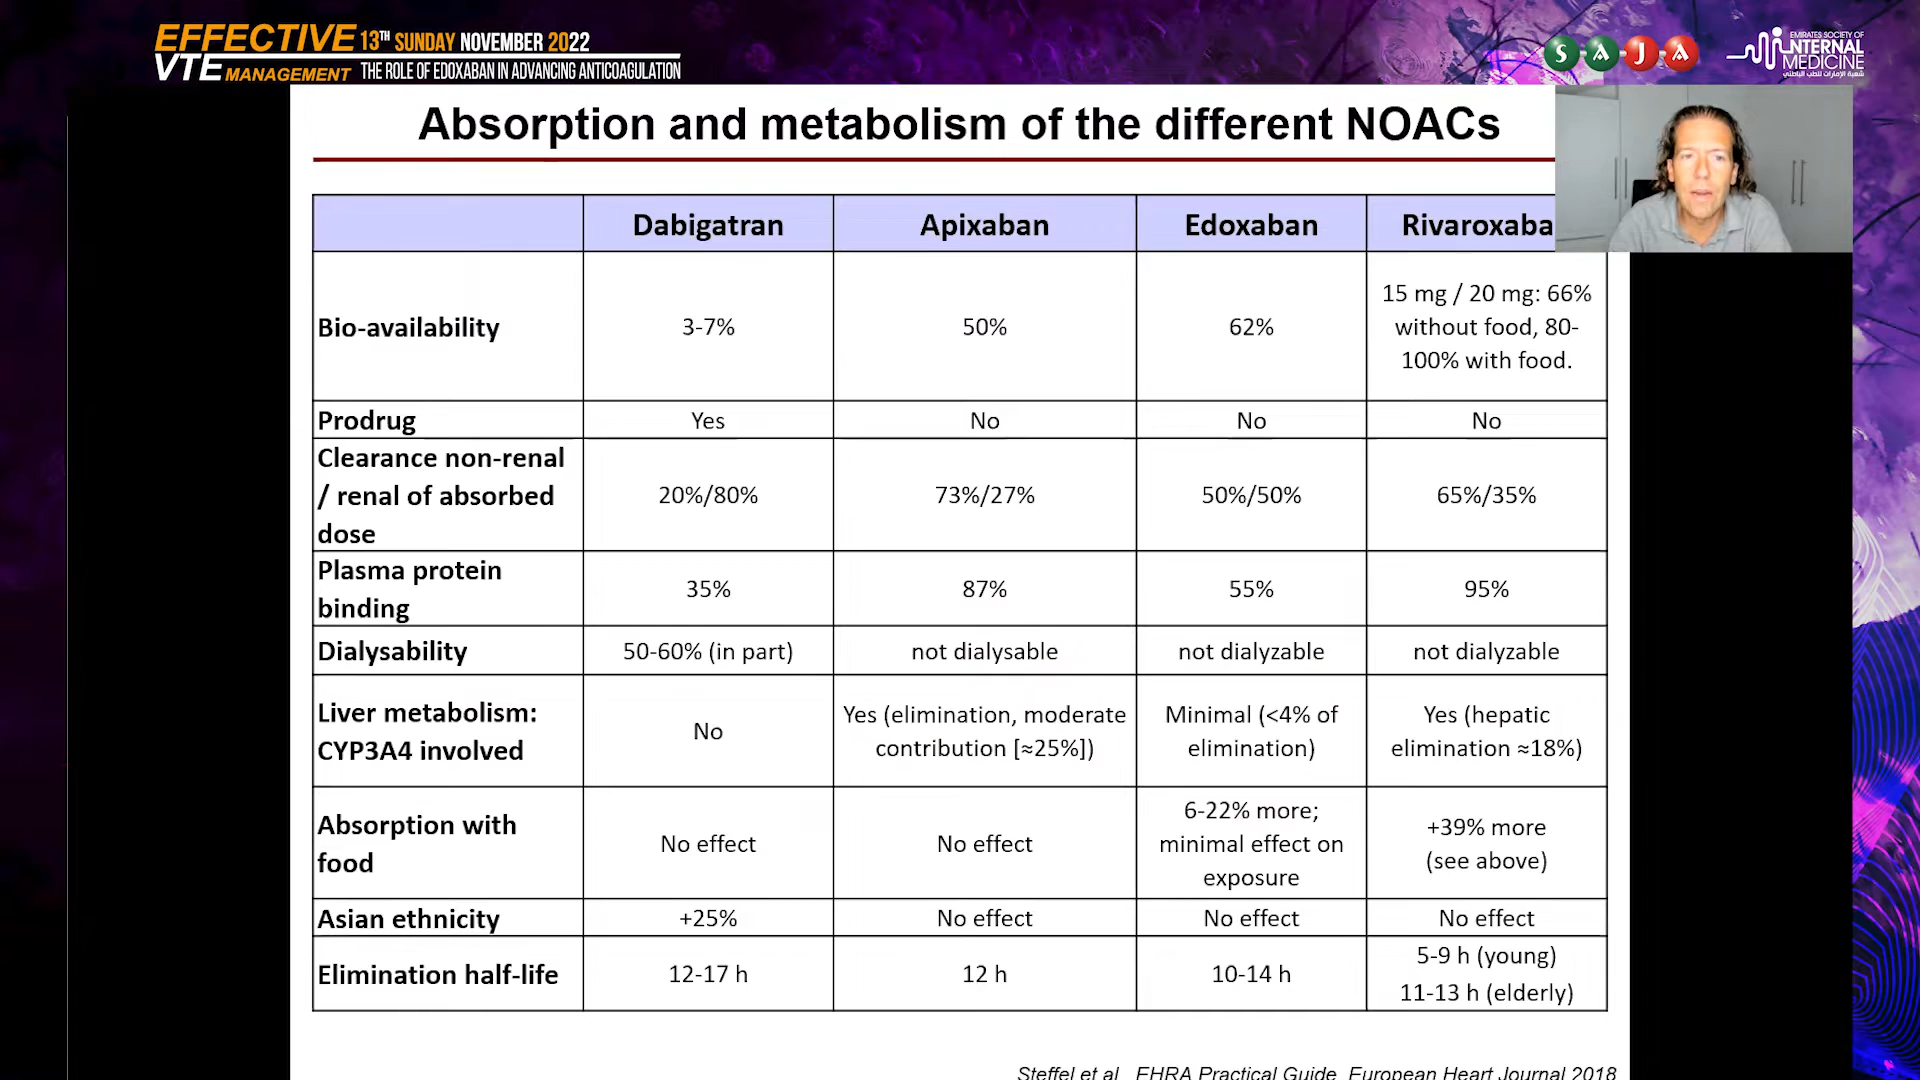 EFFECTIVE 13TH SUNDAY NOVEMBER 2022
VTE MANAGEMENT THE ROLE OF EDOXABAN IN ADVANCING ANTICOAGULATION
SAJA
EMIRATES SOCIETY OF
INTERNAL
MEDICINE
شعبة الإمارات للطب الباطني
Absorption and metabolism of the different NOACs
Dabigatran Apixaban Edoxaban Rivaroxaba
Bio-availability 3-7% 50% 62% 15 mg / 20 mg: 66%
without food, 80-
100% with food.
Prodrug Yes No No No
Clearance non-renal
/ renal of absorbed
dose 20%/80% 73%/27% 50%/50% 65%/35%
Plasma protein
binding 35% 87% 55% 95%
Dialysability 50-60% (in part) not dialysable not dialyzable not dialyzable
Liver metabolism:
CYP3A4 involved No Yes (elimination, moderate
contribution [≈25%]) Minimal (<4% of
elimination) Yes (hepatic
elimination ≈18%)
Absorption with
food No effect No effect 6-22% more;
minimal effect on
exposure +39% more
(see above)
Asian ethnicity +25% No effect No effect No effect
Elimination half-life 12-17 h 12 h 10-14 h 5-9 h (young)
11-13 h (elderly)
Steffel et al EHRA Practical Guide, European Heart Journal 2018